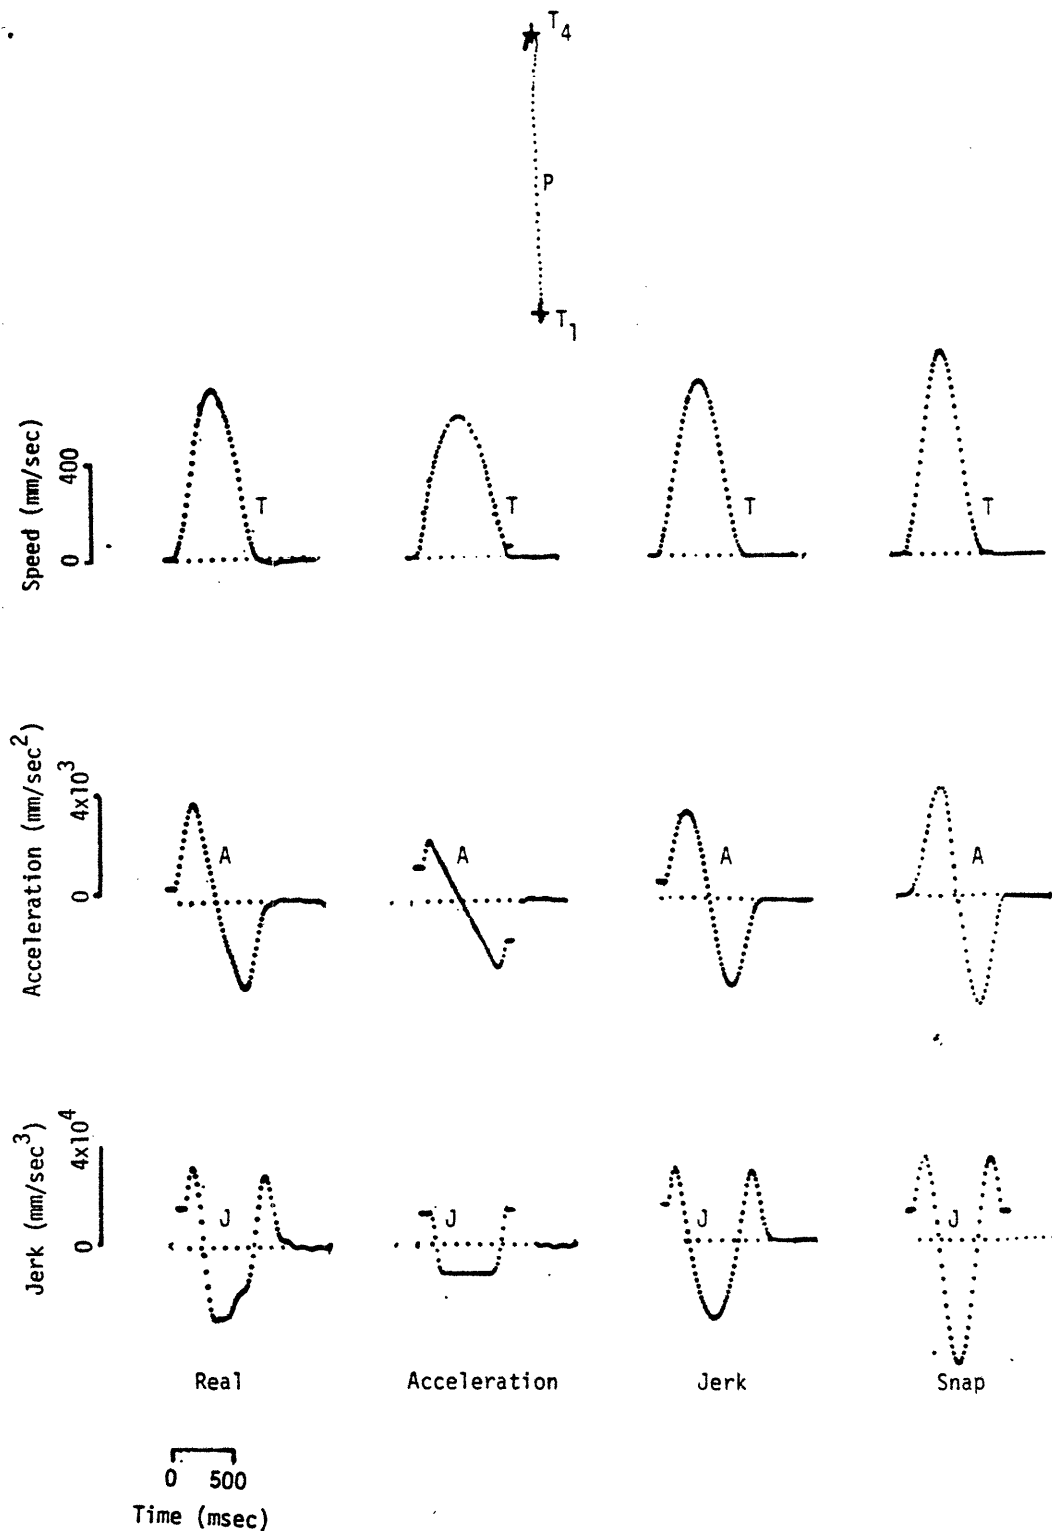 T4
P
T1
Speed (mm/sec)
400
0
T
T
T
T
Acceleration (mm/sec2)
4x103
0
A
A
A
A
Jerk (mm/sec3)
4x104
0
J
J
J
J
Real
Acceleration
Jerk
Snap
0 500
Time (msec)